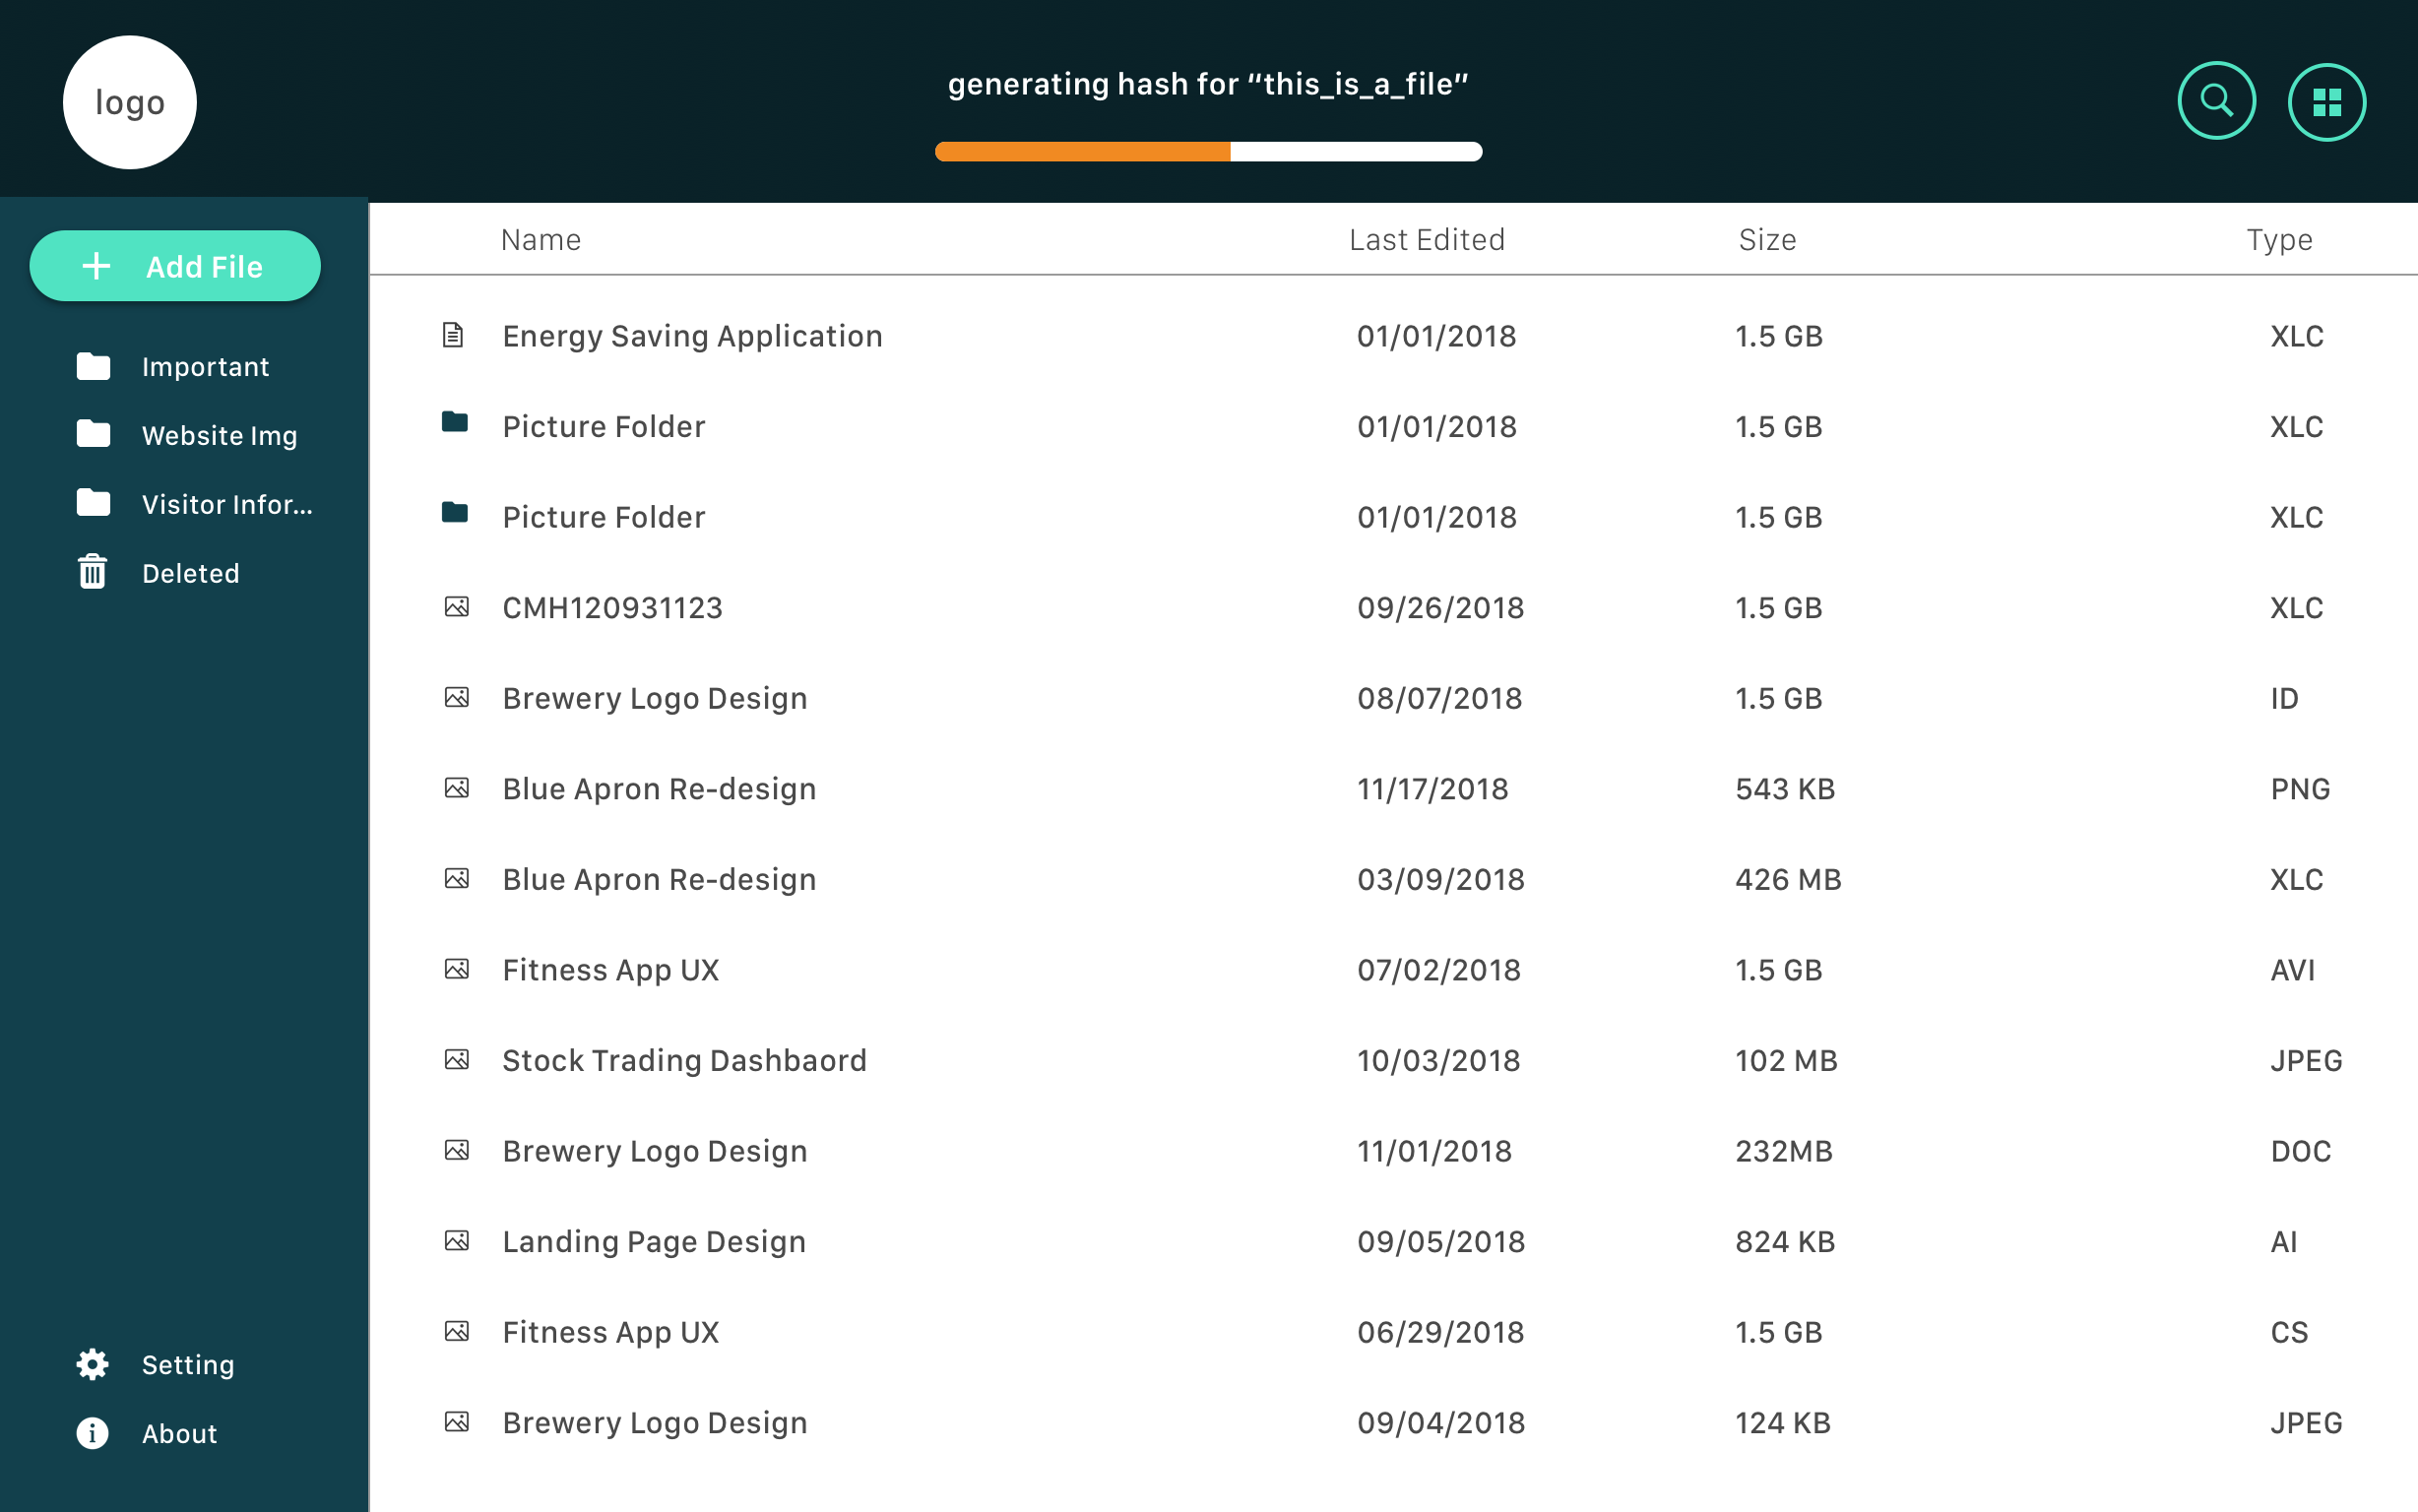 logo
generating hash for “this_is_a_file”
Add File
Important
Website Img
Visitor Infor...
Deleted
Setting
About
Name Last Edited Size Type
Energy Saving Application 01/01/2018 1.5 GB XLC
Picture Folder 01/01/2018 1.5 GB XLC
Picture Folder 01/01/2018 1.5 GB XLC
CMH120931123 09/26/2018 1.5 GB XLC
Brewery Logo Design 08/07/2018 1.5 GB ID
Blue Apron Re-design 11/17/2018 543 KB PNG
Blue Apron Re-design 03/09/2018 426 MB XLC
Fitness App UX 07/02/2018 1.5 GB AVI
Stock Trading Dashbaord 10/03/2018 102 MB JPEG
Brewery Logo Design 11/01/2018 232MB DOC
Landing Page Design 09/05/2018 824 KB AI
Fitness App UX 06/29/2018 1.5 GB CS
Brewery Logo Design 09/04/2018 124 KB JPEG